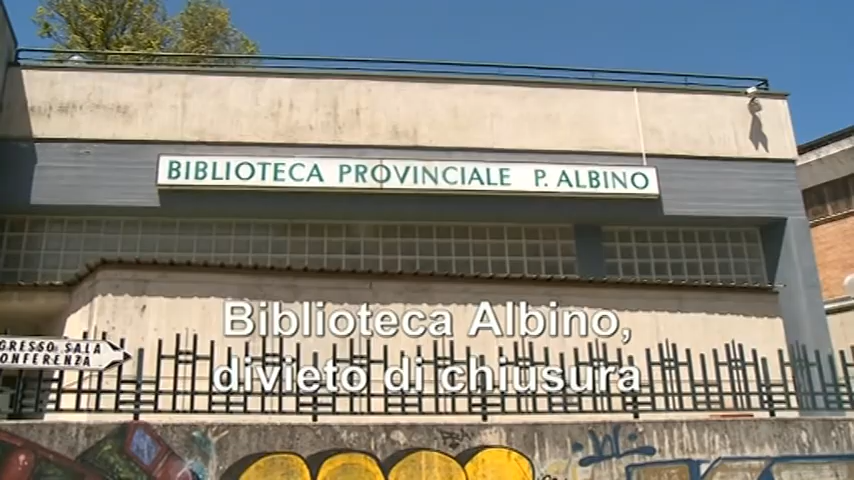 BIBLIOTECA PROVINCIALE P. ALBINO
Biblioteca Albino,
divieto di chiusura
GRESSO SALA
CONFERENZA